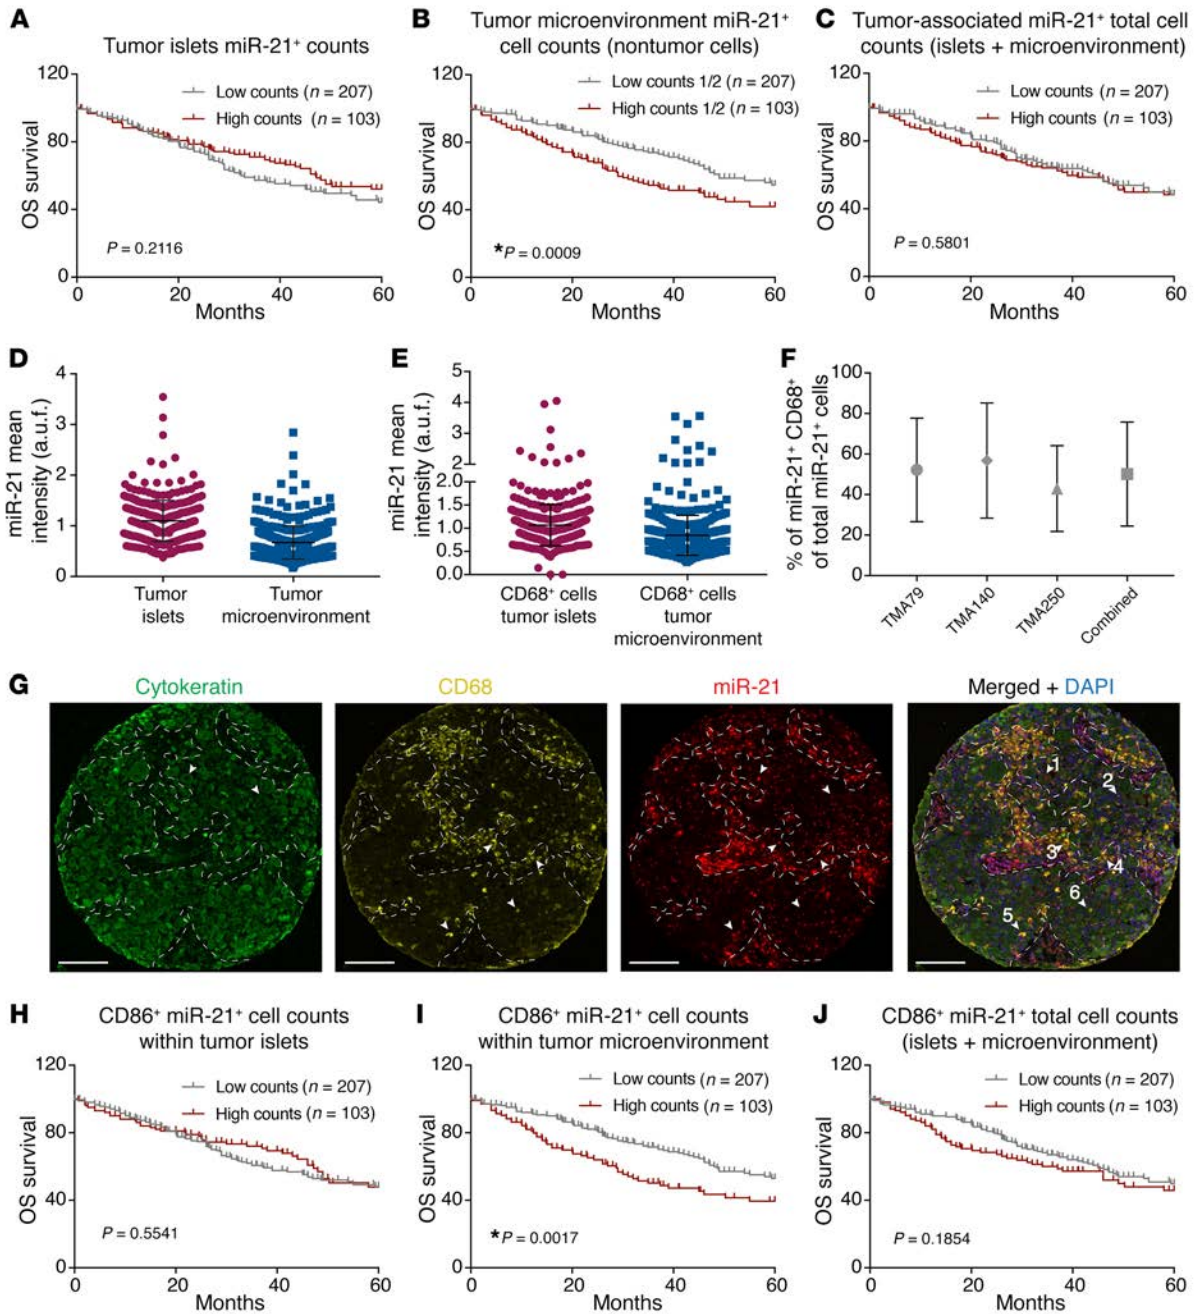 A
Tumor islets miR-21⁺ counts
120
80
40
0
OS survival
Low counts (n = 207)
High counts (n = 103)
P = 0.2116
0 20 40 60
Months
B
Tumor microenvironment miR-21⁺
cell counts (nontumor cells)
120
80
40
0
OS survival
Low counts 1/2 (n = 207)
High counts 1/2 (n = 103)
*P = 0.0009
0 20 40 60
Months
C
Tumor-associated miR-21⁺ total cell
counts (islets + microenvironment)
120
80
40
0
OS survival
Low counts (n = 207)
High counts (n = 103)
P = 0.5801
0 20 40 60
Months
D
miR-21 mean
intensity (a.u.f.)
4
3
2
1
0
Tumor
islets
Tumor
microenvironment
E
miR-21 mean
intensity (a.u.f.)
5
4
3
2
2.0
1.5
1.0
0.5
0.0
CD68⁺ cells
tumor islets
CD68⁺ cells
tumor
microenvironment
F
% of miR-21⁺ CD68⁺
of total miR-21⁺ cells
100
80
60
40
20
0
TMA79
TMA140
TMA250
Combined
G
Cytokeratin
CD68
miR-21
Merged + DAPI
1
2
3
4
6
5
H
CD86⁺ miR-21⁺ cell counts
within tumor islets
120
80
40
0
OS survival
Low counts (n = 207)
High counts (n = 103)
P = 0.5541
0 20 40 60
Months
I
CD86⁺ miR-21⁺ cell counts
within tumor microenvironment
120
80
40
0
OS survival
Low counts (n = 207)
High counts (n = 103)
*P = 0.0017
0 20 40 60
Months
J
CD86⁺ miR-21⁺ total cell counts
(islets + microenvironment)
120
80
40
0
OS survival
Low counts (n = 207)
High counts (n = 103)
P = 0.1854
0 20 40 60
Months